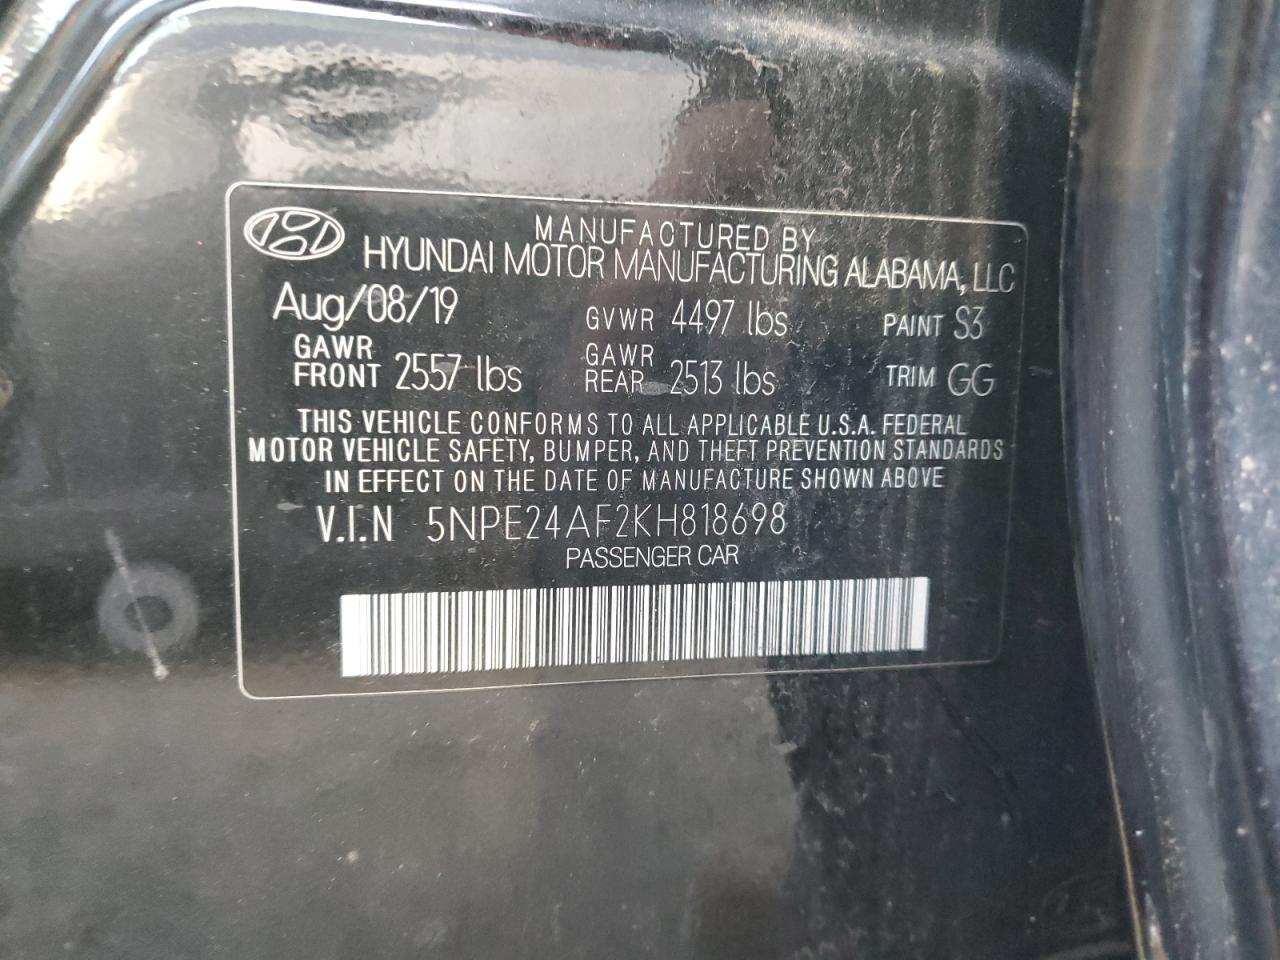 MANUFACTURED BY
HYUNDAI MOTOR MANUFACTURING ALABAMA, LLC
Aug/08/19 GVWR 4497 lbs PAINT S3
GAWR FRONT 2557 lbs GAWR REAR 2513 lbs TRIM GG
THIS VEHICLE CONFORMS TO ALL APPLICABLE U.S.A. FEDERAL
MOTOR VEHICLE SAFETY, BUMPER, AND THEFT PREVENTION STANDARDS
IN EFFECT ON THE DATE OF MANUFACTURE SHOWN ABOVE
V.I.N 5NPE24AF2KH818698
PASSENGER CAR